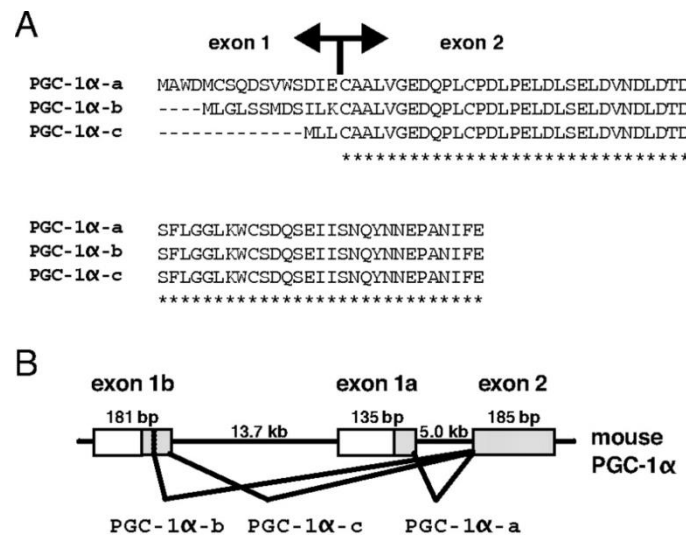 A
exon 1 exon 2
PGC-1α-a MAWDMCSQDSVWSDIECAALVGEDQPLCPDLPELDLSELDVNDLDTD
PGC-1α-b ----MLGLSSMDSILKCAALVGEDQPLCPDLPELDLSELDVNDLDTD
PGC-1α-c --------------MLLCAALVGEDQPLCPDLPELDLSELDVNDLDTD
*******************************
PGC-1α-a SFLGGLKWCSDQSEIISNQYNNEPANIFE
PGC-1α-b SFLGGLKWCSDQSEIISNQYNNEPANIFE
PGC-1α-c SFLGGLKWCSDQSEIISNQYNNEPANIFE
*****************************
B
exon 1b exon 1a exon 2
181 bp 135 bp 185 bp
13.7 kb 5.0 kb mouse
PGC-1α
PGC-1α-b PGC-1α-c PGC-1α-a